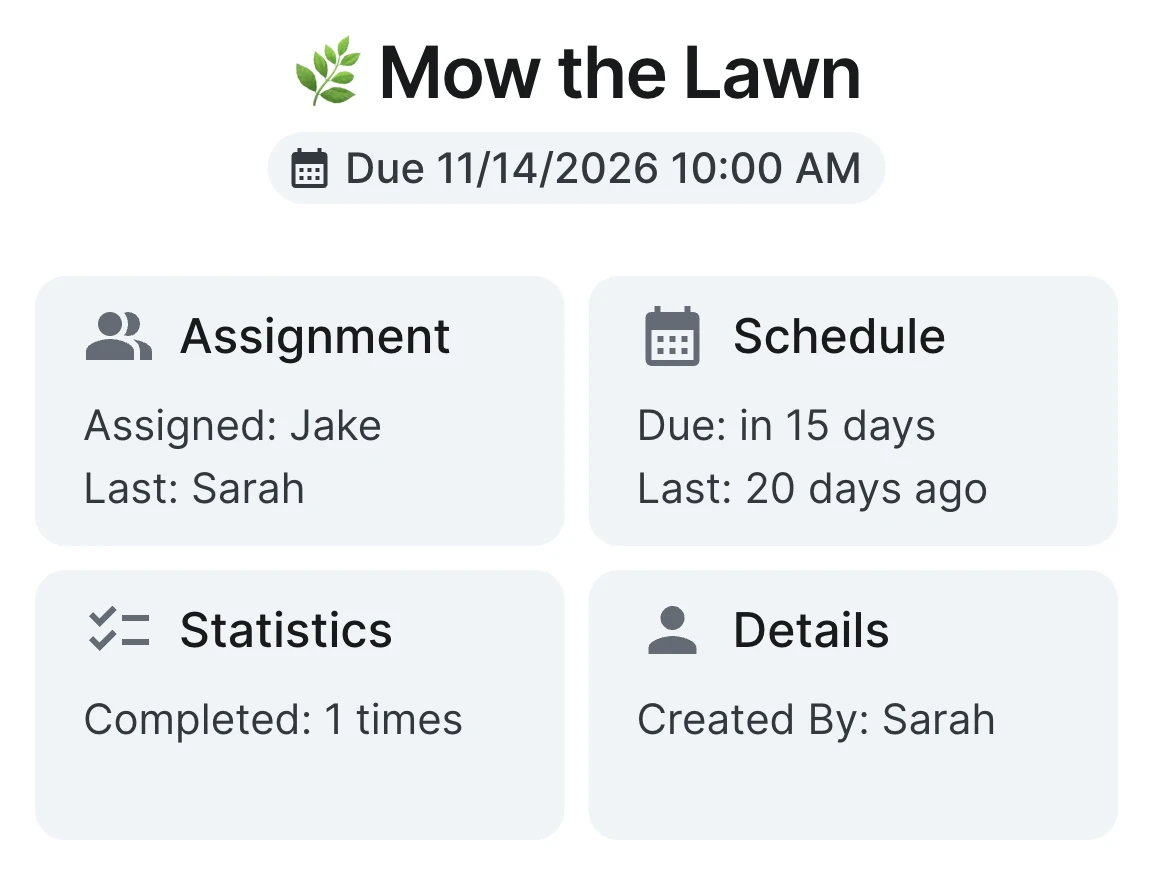 Mow the Lawn
Due 11/14/2026 10:00 AM
Assignment
Assigned: Jake
Last: Sarah
Schedule
Due: in 15 days
Last: 20 days ago
Statistics
Completed: 1 times
Details
Created By: Sarah